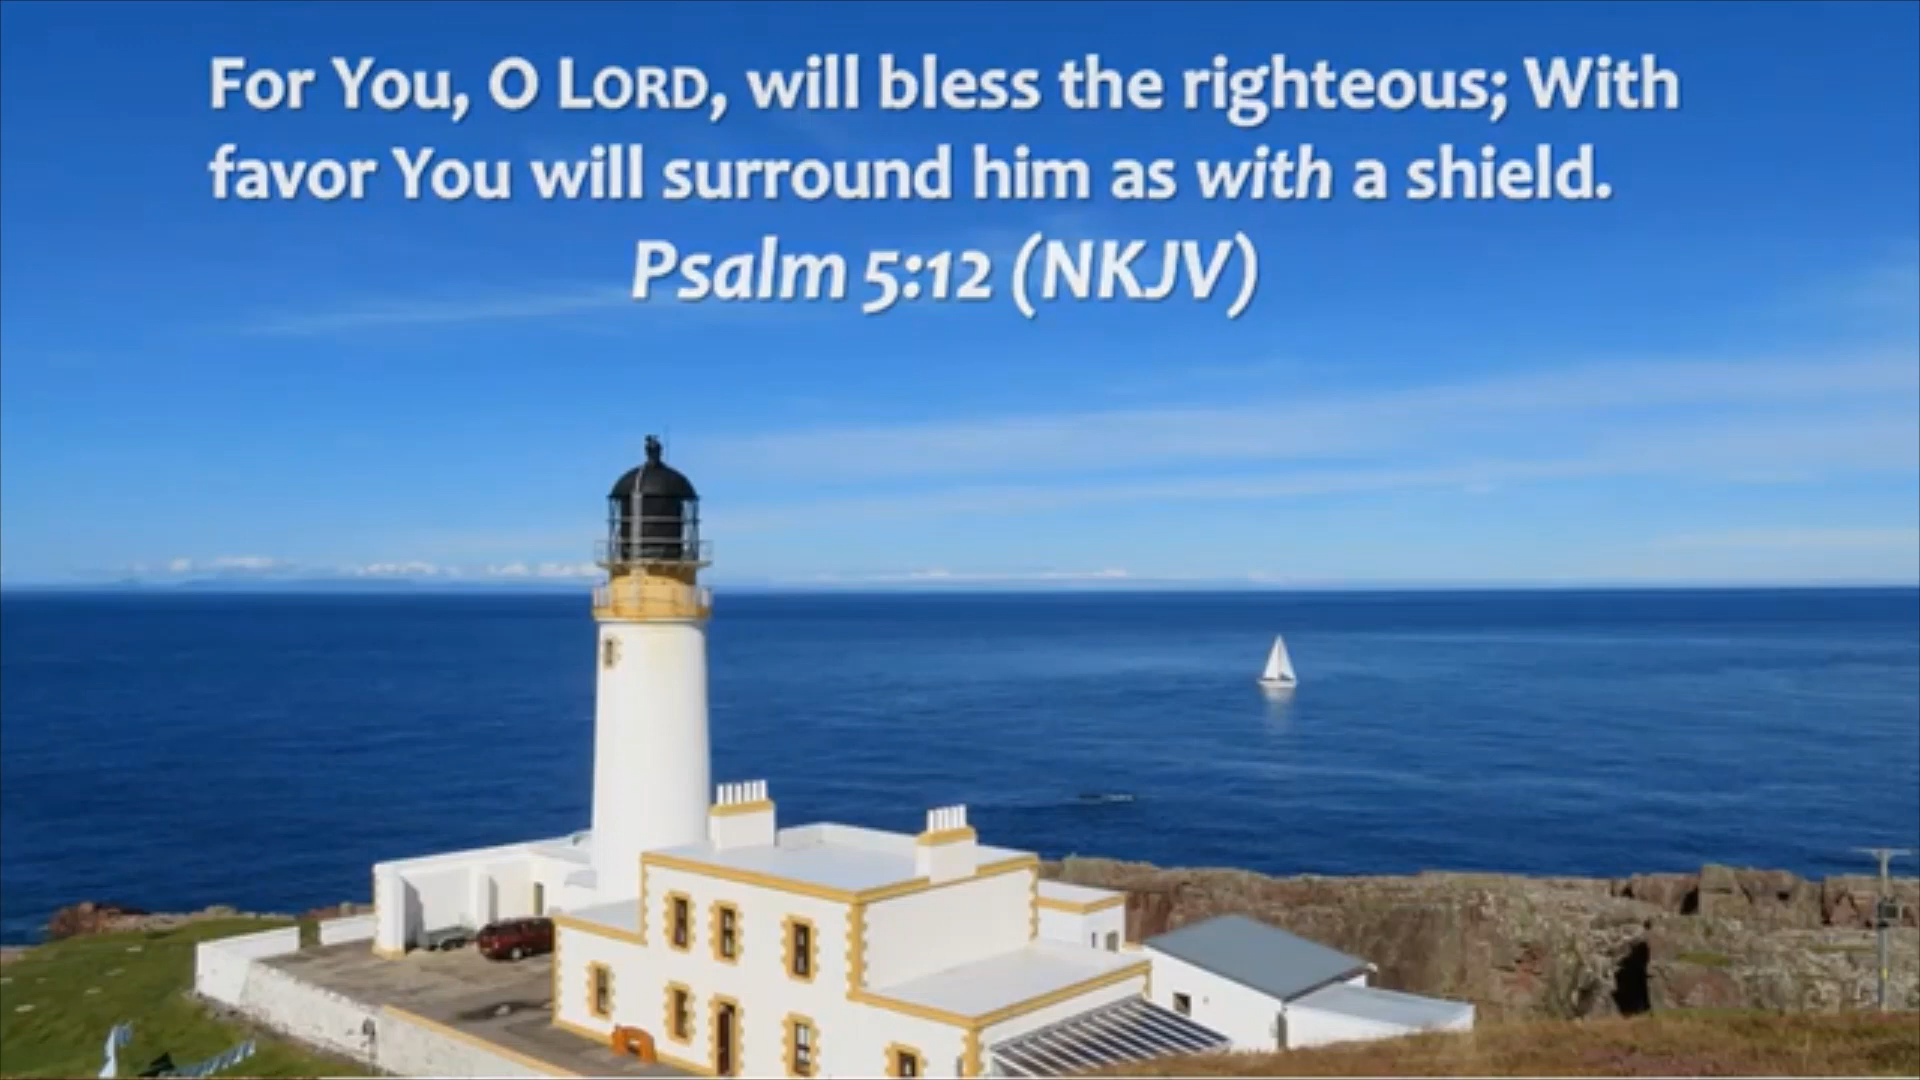 For You, O LORD, will bless the righteous; With
favor You will surround him as with a shield.
Psalm 5:12 (NKJV)